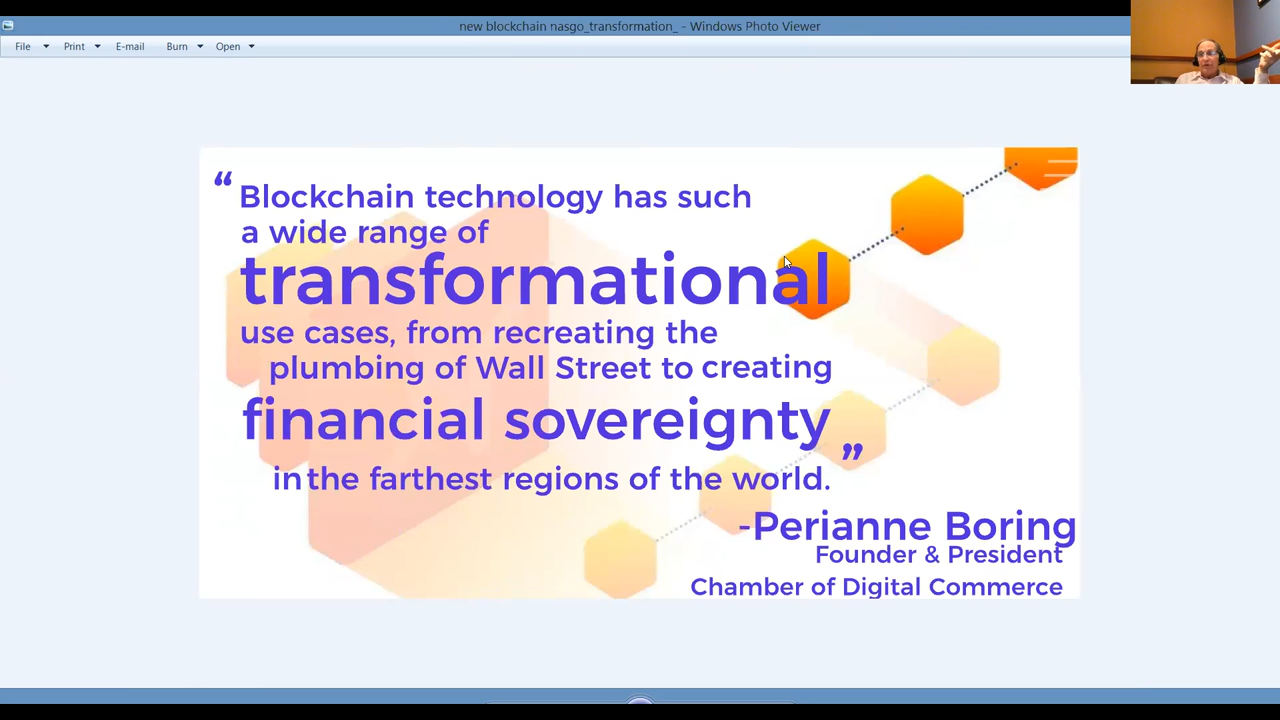 new blockchain nasgo_transformation_ - Windows Photo Viewer
File Print E-mail Burn Open
“ Blockchain technology has such
a wide range of
transformational
use cases, from recreating the
plumbing of Wall Street to creating
financial sovereignty
in the farthest regions of the world. ”
-Perianne Boring
Founder & President
Chamber of Digital Commerce